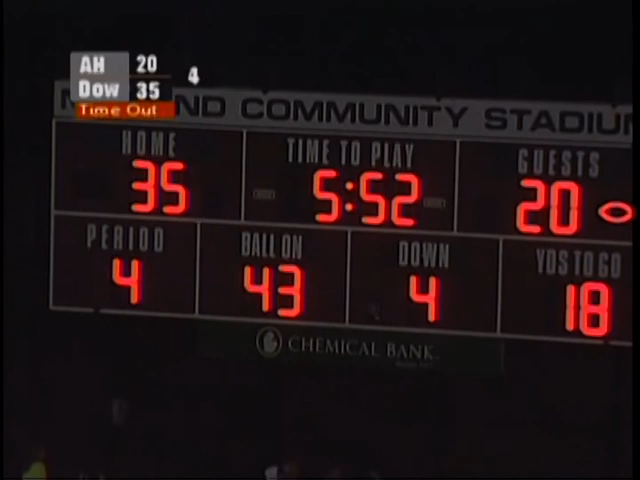 AH 20
Dow 35 4
Time Out
ND COMMUNITY STADIU
HOME TIME TO PLAY GUESTS
35 5:52 20
PERIOD BALL ON DOWN YDS TO GO
4 43 4 18
CHEMICAL BANK